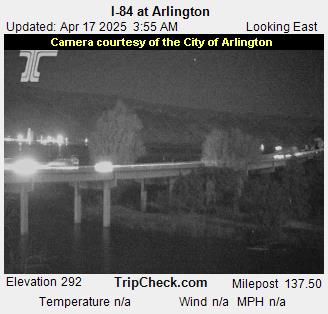 I-84 at Arlington
Updated: Apr 17 2025 3:55 AM Looking East
Camera courtesy of the City of Arlington
Elevation 292 TripCheck.com Milepost 137.50
Temperature n/a Wind n/a MPH n/a